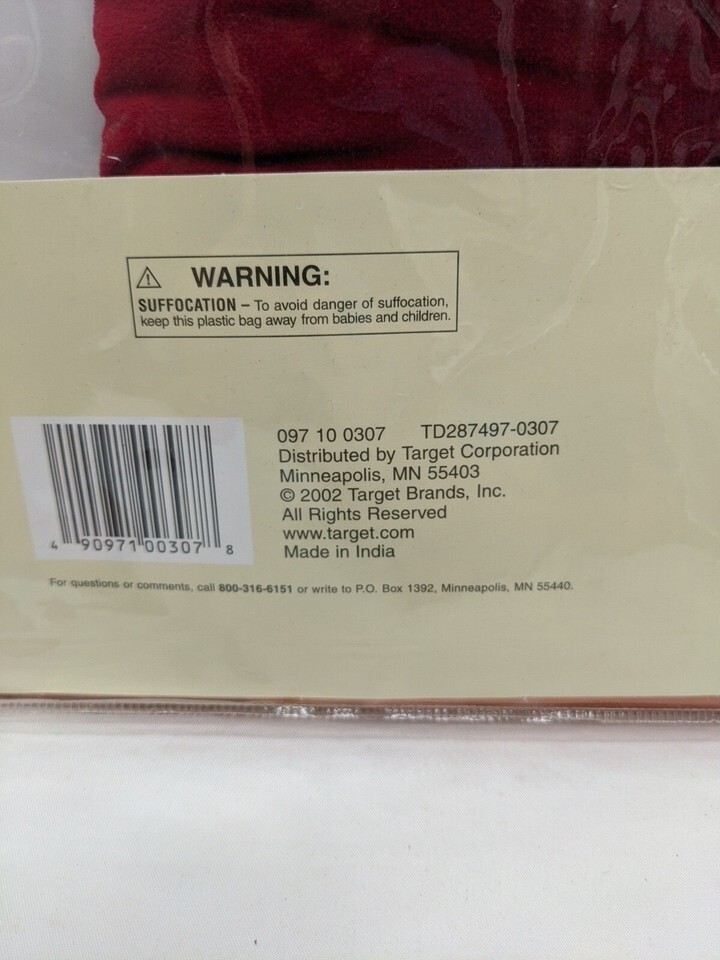 WARNING:
SUFFOCATION – To avoid danger of suffocation,
keep this plastic bag away from babies and children.
097 10 0307 TD287497-0307
Distributed by Target Corporation
Minneapolis, MN 55403
© 2002 Target Brands, Inc.
All Rights Reserved
www.target.com
Made in India
4 90971 00307 8
For questions or comments, call 800-316-6151 or write to P.O. Box 1392, Minneapolis, MN 55440.